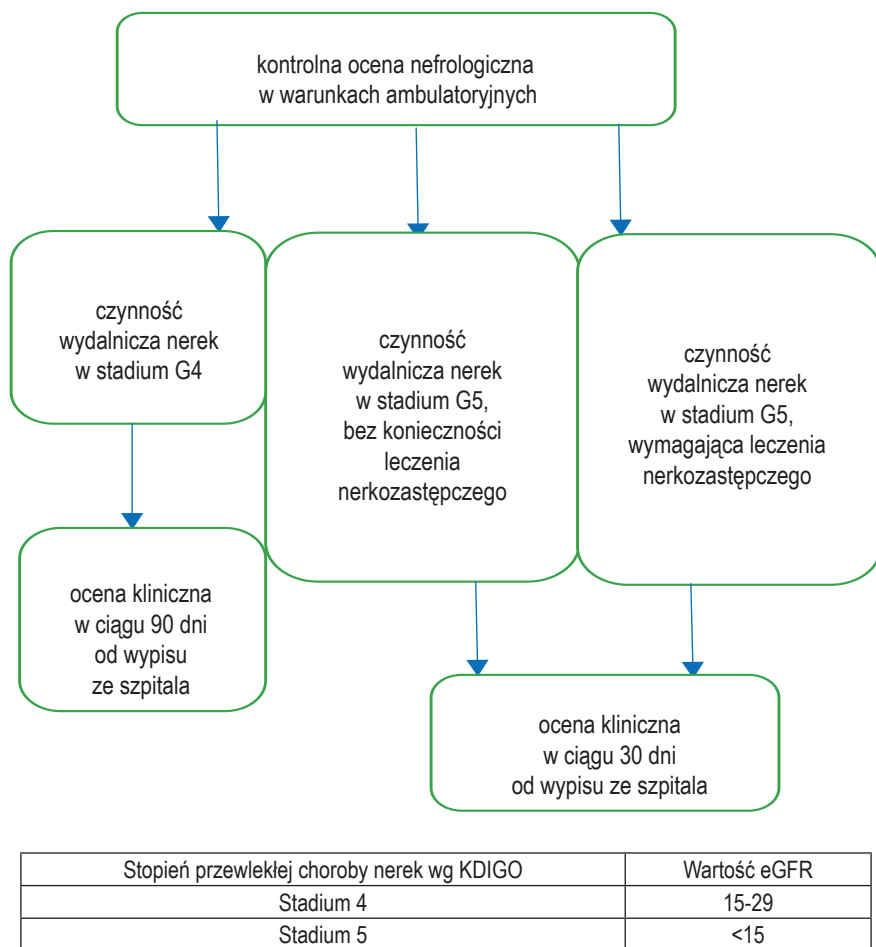 kontrolna ocena nefrologiczna
w warunkach ambulatoryjnych
czynność
wydalnicza nerek
w stadium G4
czynność
wydalnicza nerek
w stadium G5,
bez konieczności
leczenia
nerkozastępczego
czynność
wydalnicza nerek
w stadium G5,
wymagająca leczenia
nerkozastępczego
ocena kliniczna
w ciągu 90 dni
od wypisu
ze szpitala
ocena kliniczna
w ciągu 30 dni
od wypisu ze szpitala
Stopień przewlekłej choroby nerek wg KDIGO Wartość eGFR
Stadium 4 15-29
Stadium 5 <15